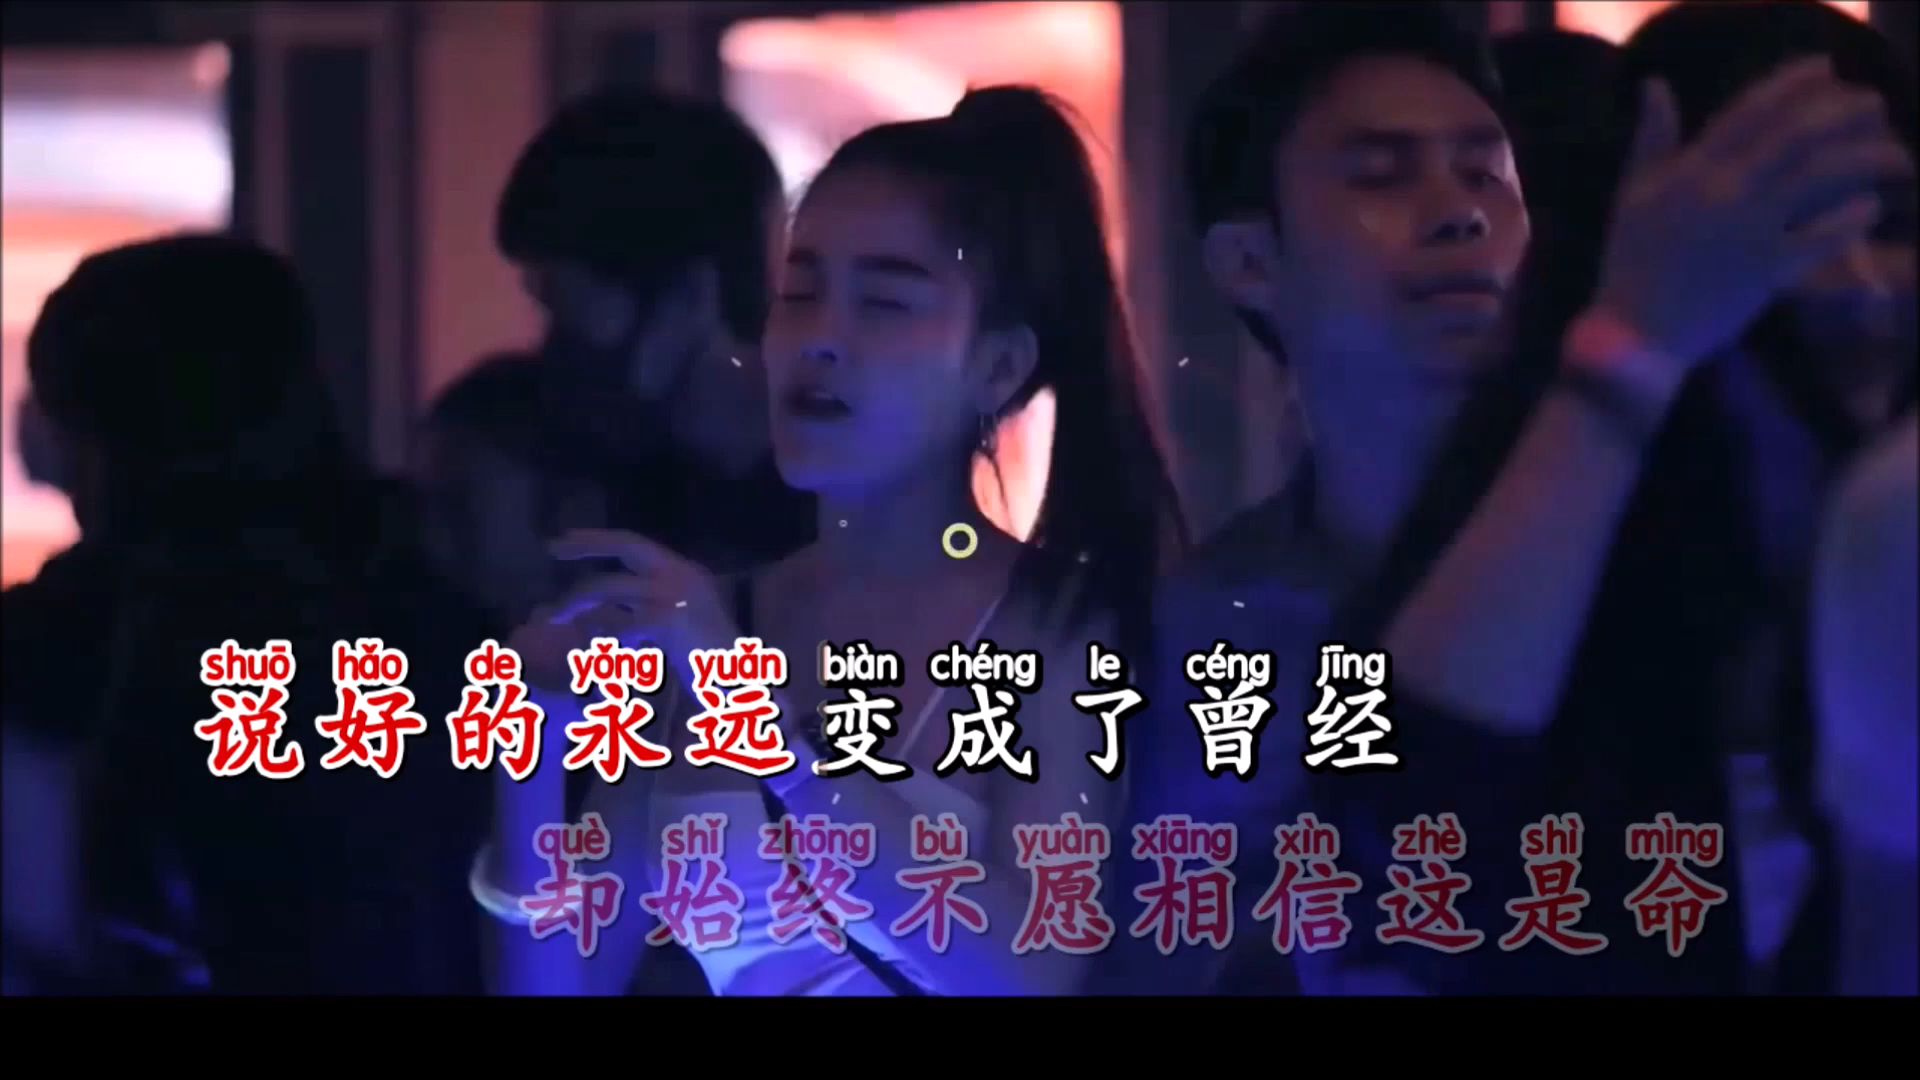 shuō hǎo de yǒng yuǎn biàn chéng le céng jīng
说好的永远变成了曾经
què shǐ zhōng bù yuàn xiāng xìn zhè shì mìng
却始终不愿相信这是命